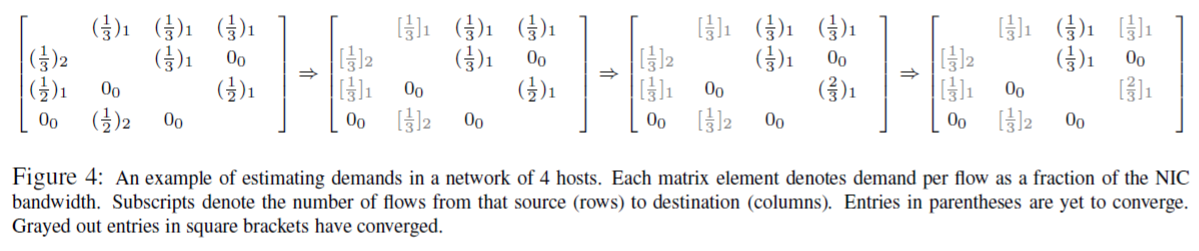 (1/3)₁ (1/3)₁ (1/3)₁ [1/3]₁ (1/3)₁ (1/3)₁ [1/3]₁ (1/3)₁ (1/3)₁ [1/3]₁ (1/3)₁ [1/3]₁
(1/3)₂ (1/3)₁ 0₀ ⇒ [1/3]₂ (1/3)₁ 0₀ ⇒ [1/3]₂ (1/3)₁ 0₀ ⇒ [1/3]₂ (1/3)₁ 0₀
(1/2)₁ 0₀ (1/2)₁ [1/3]₁ 0₀ (1/2)₁ [1/3]₁ 0₀ (2/3)₁ [1/3]₁ 0₀ [2/3]₁
0₀ (1/2)₂ 0₀ 0₀ [1/3]₂ 0₀ 0₀ [1/3]₂ 0₀ 0₀ [1/3]₂ 0₀
Figure 4: An example of estimating demands in a network of 4 hosts. Each matrix element denotes demand per flow as a fraction of the NIC
bandwidth. Subscripts denote the number of flows from that source (rows) to destination (columns). Entries in parentheses are yet to converge.
Grayed out entries in square brackets have converged.